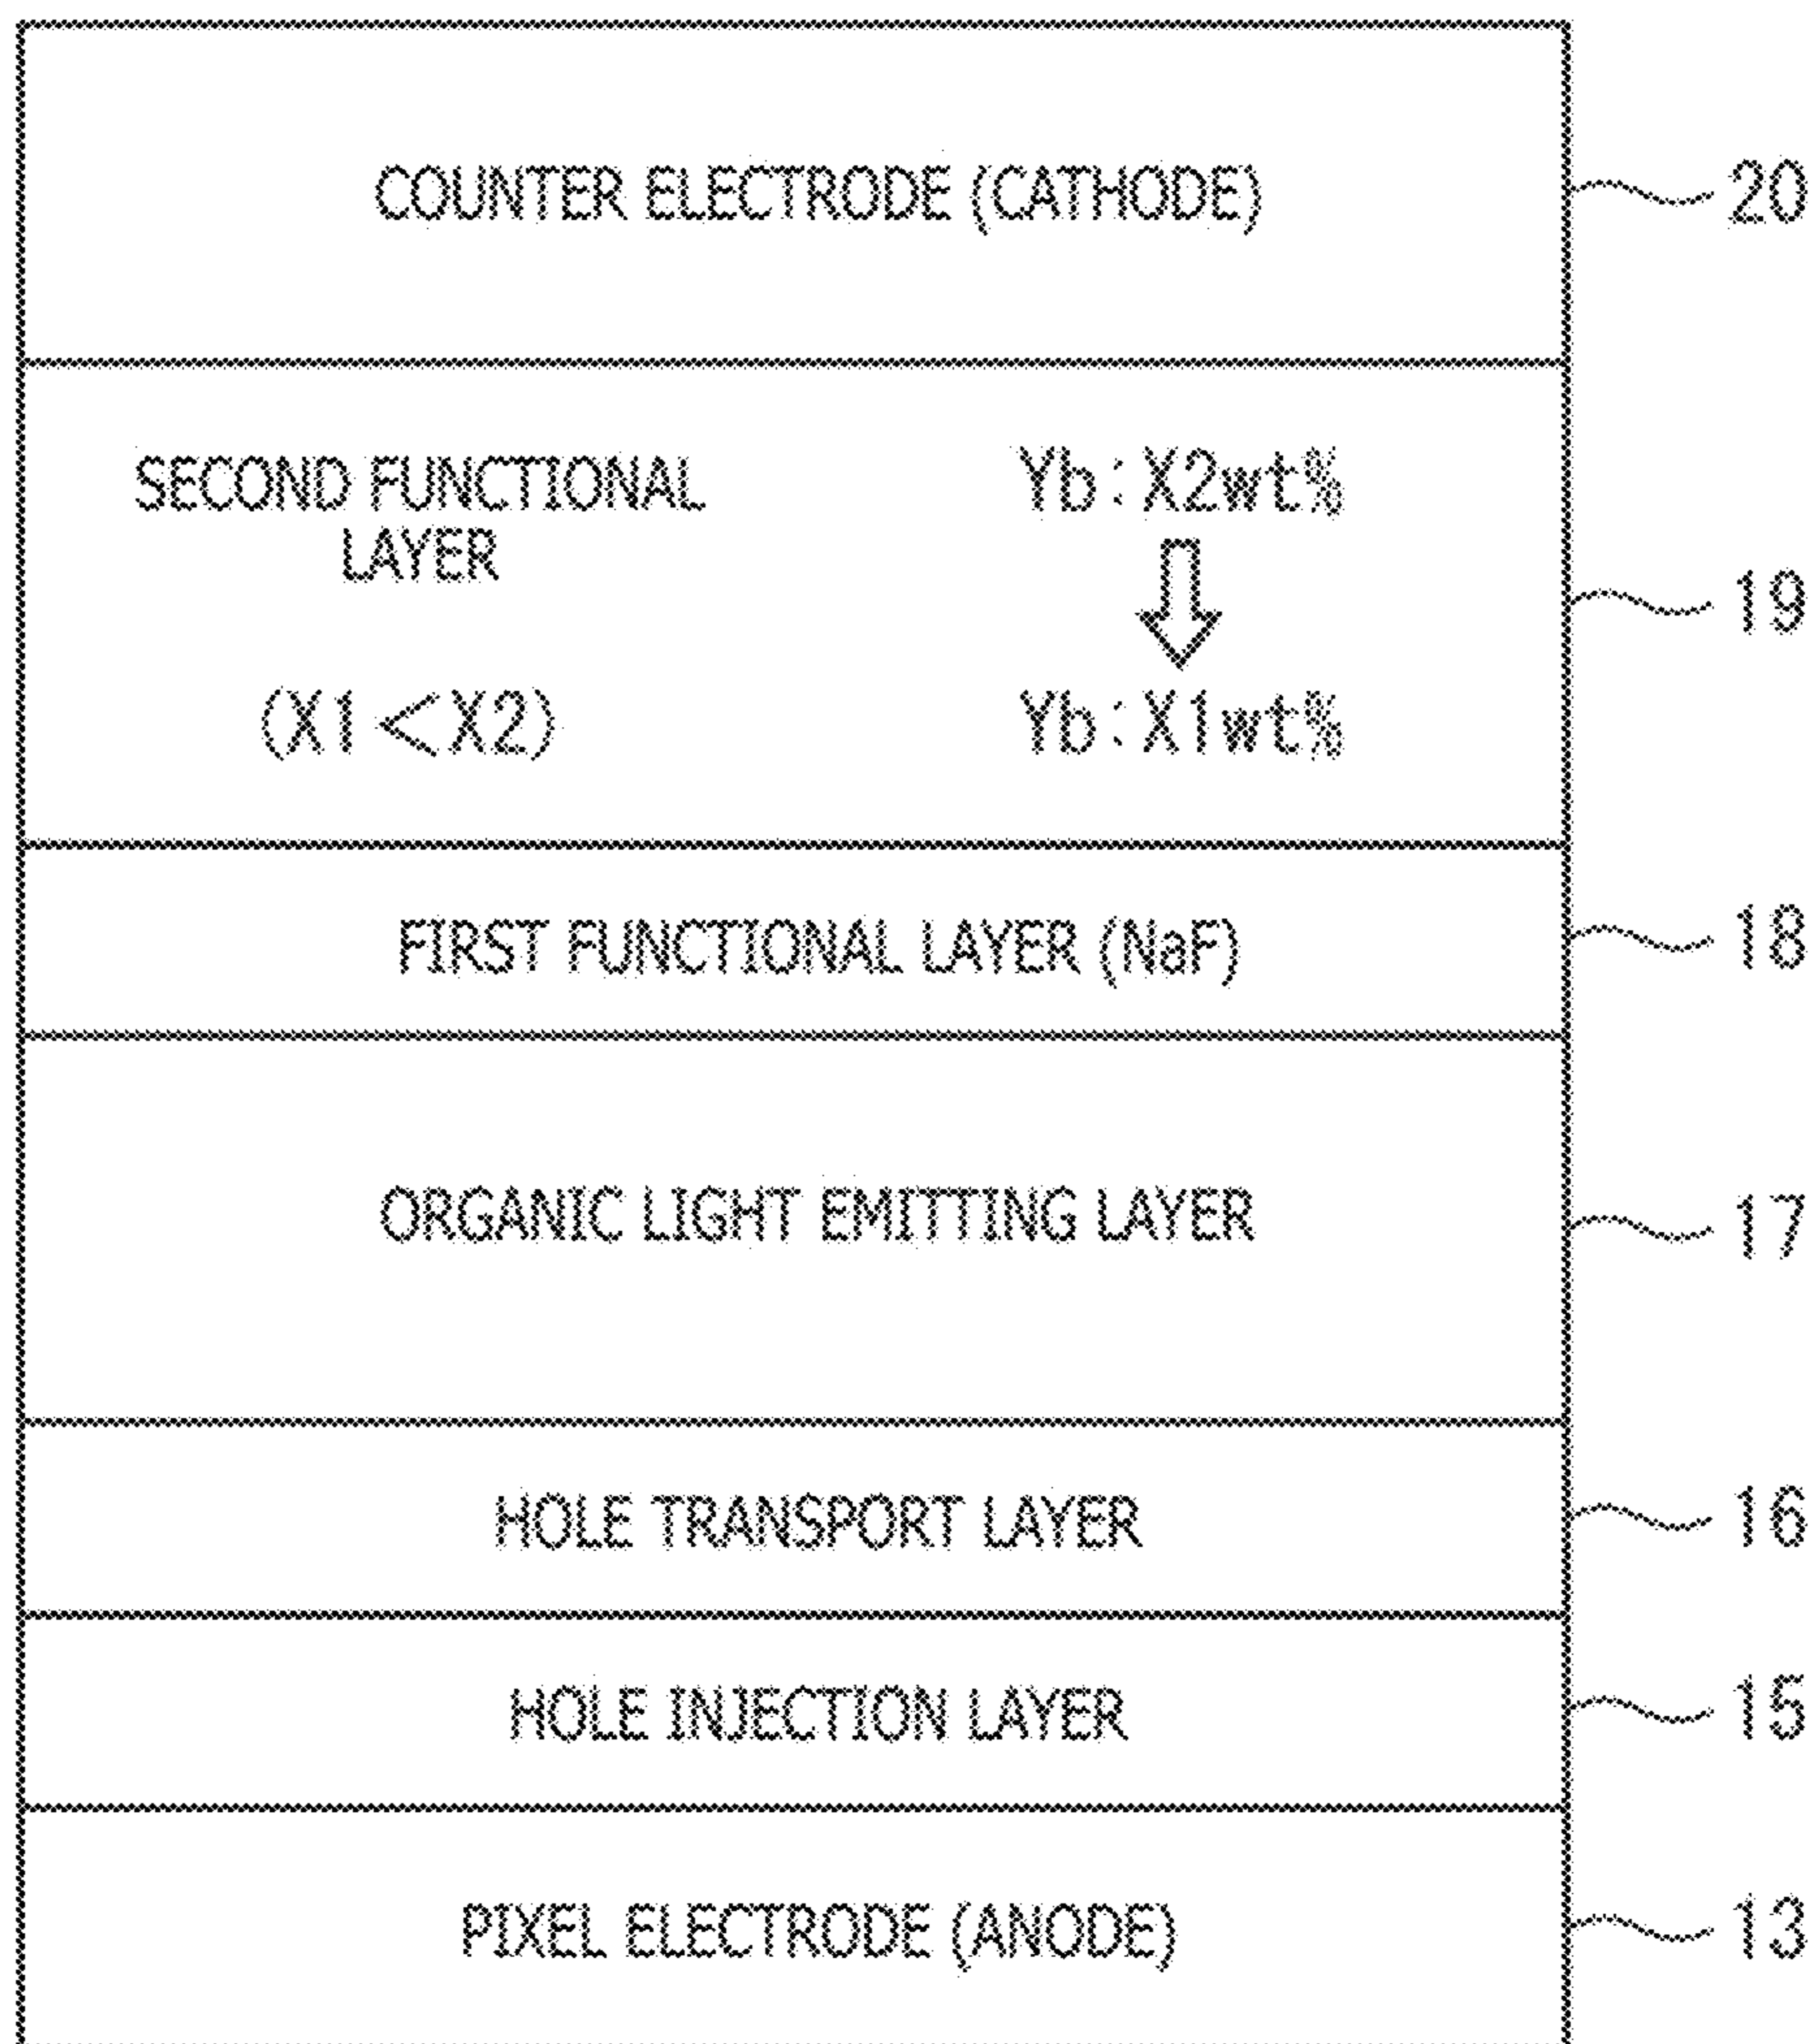 COUNTER ELECTRODE (CATHODE)
20
SECOND FUNCTIONAL
LAYER
Yb:X2wt%
19
(X1<X2)
Yb:X1wt%
FIRST FUNCTIONAL LAYER (NaF)
18
ORGANIC LIGHT EMITTING LAYER
17
HOLE TRANSPORT LAYER
16
HOLE INJECTION LAYER
15
PIXEL ELECTRODE (ANODE)
13